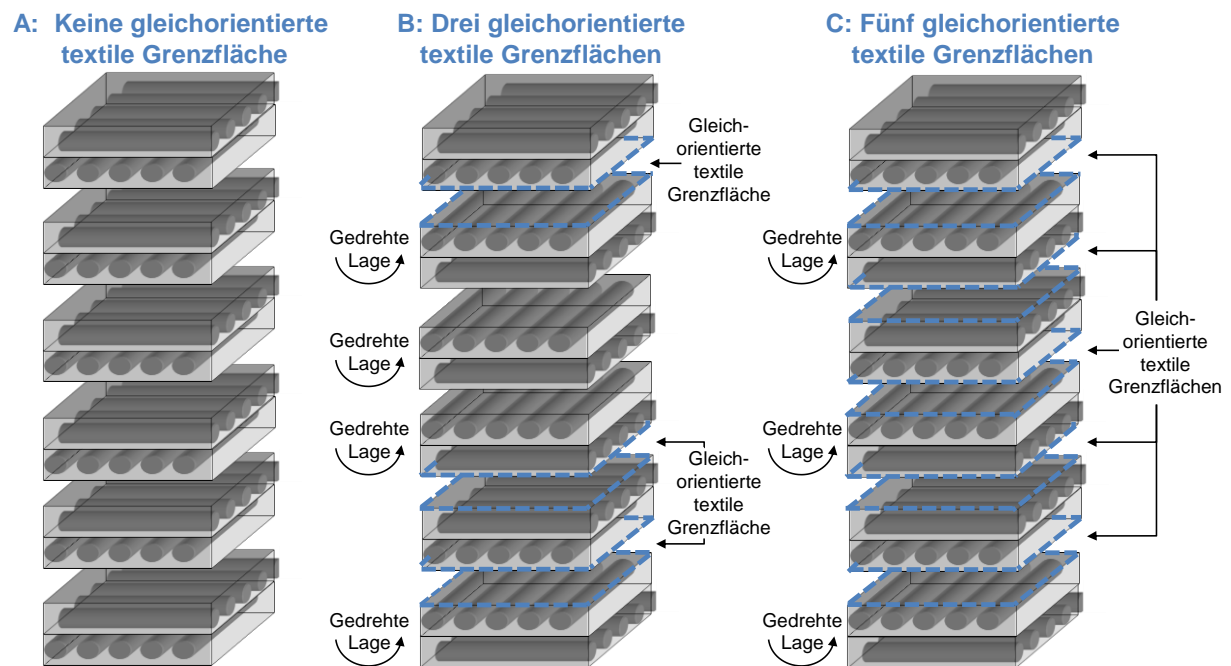 A: Keine gleichorientierte
textile Grenzfläche
B: Drei gleichorientierte
textile Grenzflächen
Gleich-
orientierte
textile
Grenzfläche
Gedrehte
Lage
Gedrehte
Lage
Gedrehte
Lage
Gleich-
orientierte
textile
Grenzfläche
Gedrehte
Lage
C: Fünf gleichorientierte
textile Grenzflächen
Gedrehte
Lage
Gleich-
orientierte
textile
Grenzflächen
Gedrehte
Lage
Gedrehte
Lage